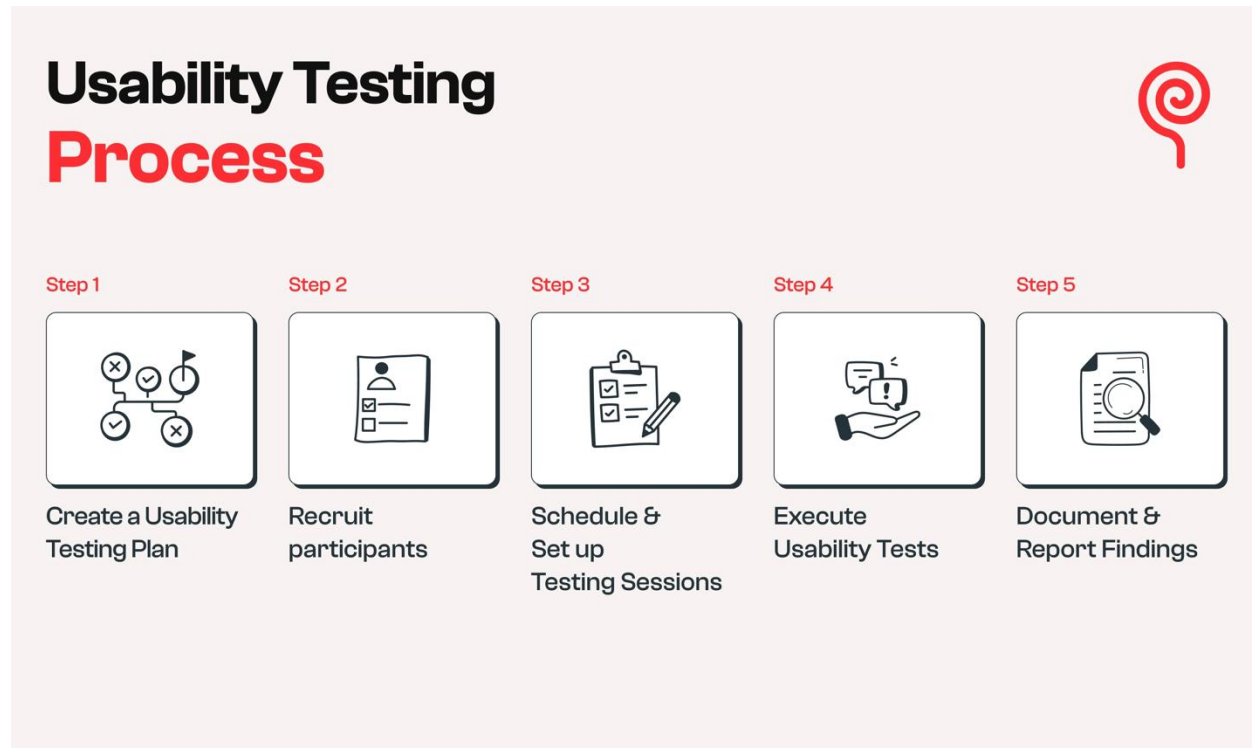 Usability Testing
Process
Step 1
Create a Usability
Testing Plan
Step 2
Recruit
participants
Step 3
Schedule &
Set up
Testing Sessions
Step 4
Execute
Usability Tests
Step 5
Document &
Report Findings